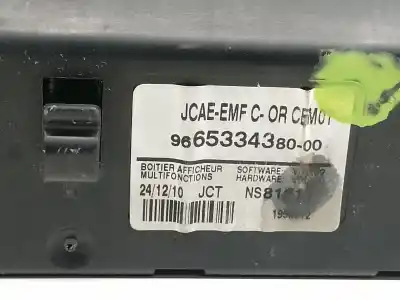 JCAE-EMF C- OR CEM01
9665334380-00
BOITIER AFFICHEUR SOFTWARE
MULTIFONCTIONS HARDWARE
24/12/10 JCT